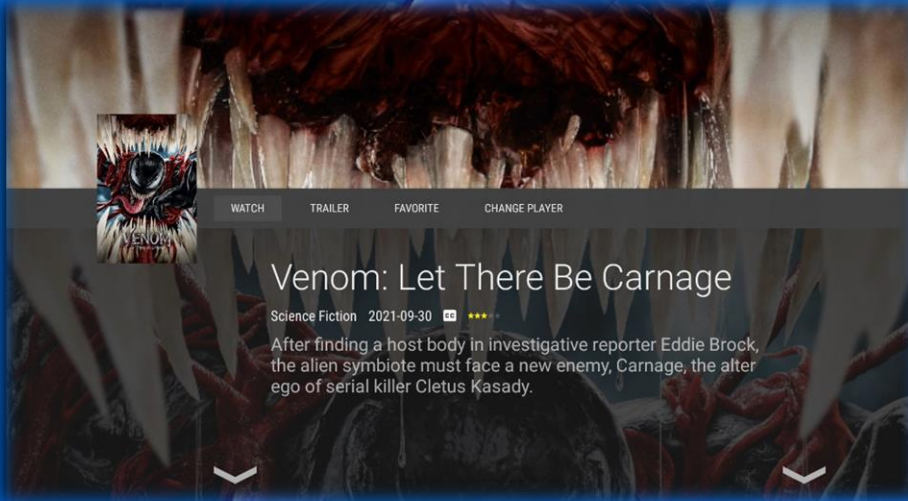 VENOM
WATCH TRAILER FAVORITE CHANGE PLAYER
Venom: Let There Be Carnage
Science Fiction 2021-09-30 CC
After finding a host body in investigative reporter Eddie Brock,
the alien symbiote must face a new enemy, Carnage, the alter
ego of serial killer Cletus Kasady.